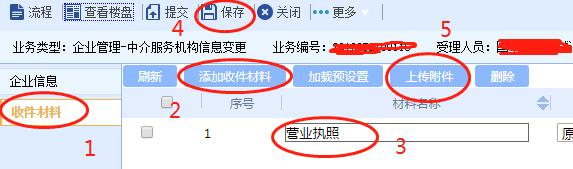 流程 查看楼盘 提交 保存 关闭 更多
4
5
业务类型: 企业管理-中介服务机构信息变更 业务编号: 受理人员:
企业信息 刷新 添加收件材料 加载预设置 上传附件 删除
收件材料 2 序号 材料名称
1 1 营业执照 3 原